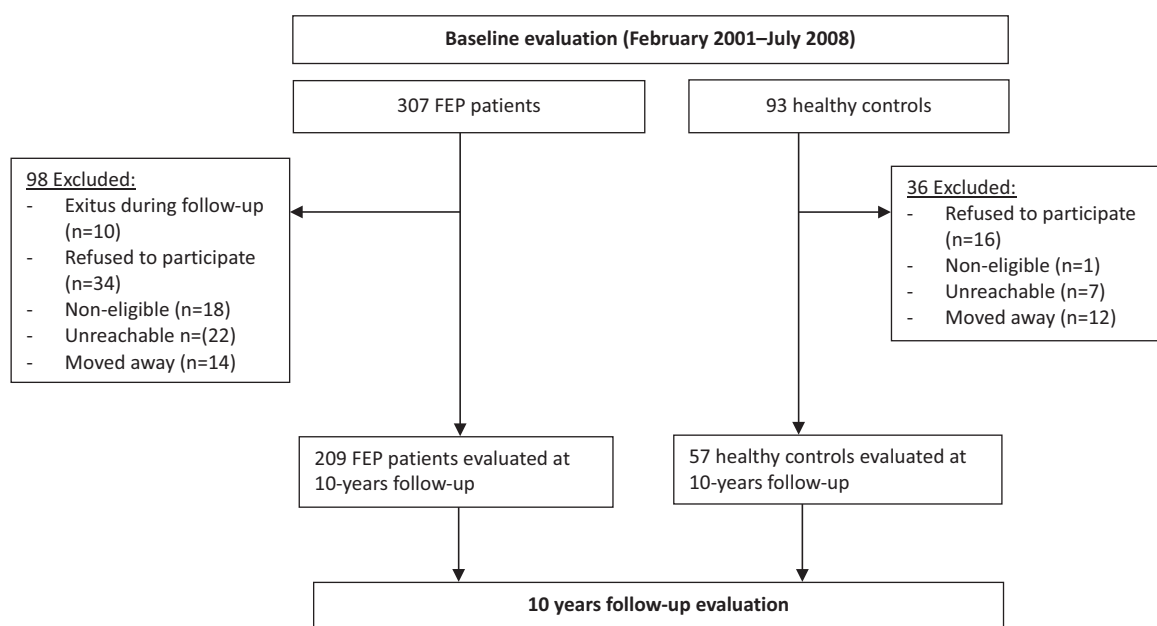 Baseline evaluation (February 2001–July 2008)
307 FEP patients
93 healthy controls
98 Excluded:
- Exitus during follow-up
(n=10)
- Refused to participate
(n=34)
- Non-eligible (n=18)
- Unreachable n=(22)
- Moved away (n=14)
36 Excluded:
- Refused to participate
(n=16)
- Non-eligible (n=1)
- Unreachable (n=7)
- Moved away (n=12)
209 FEP patients evaluated at
10-years follow-up
57 healthy controls evaluated at
10-years follow-up
10 years follow-up evaluation